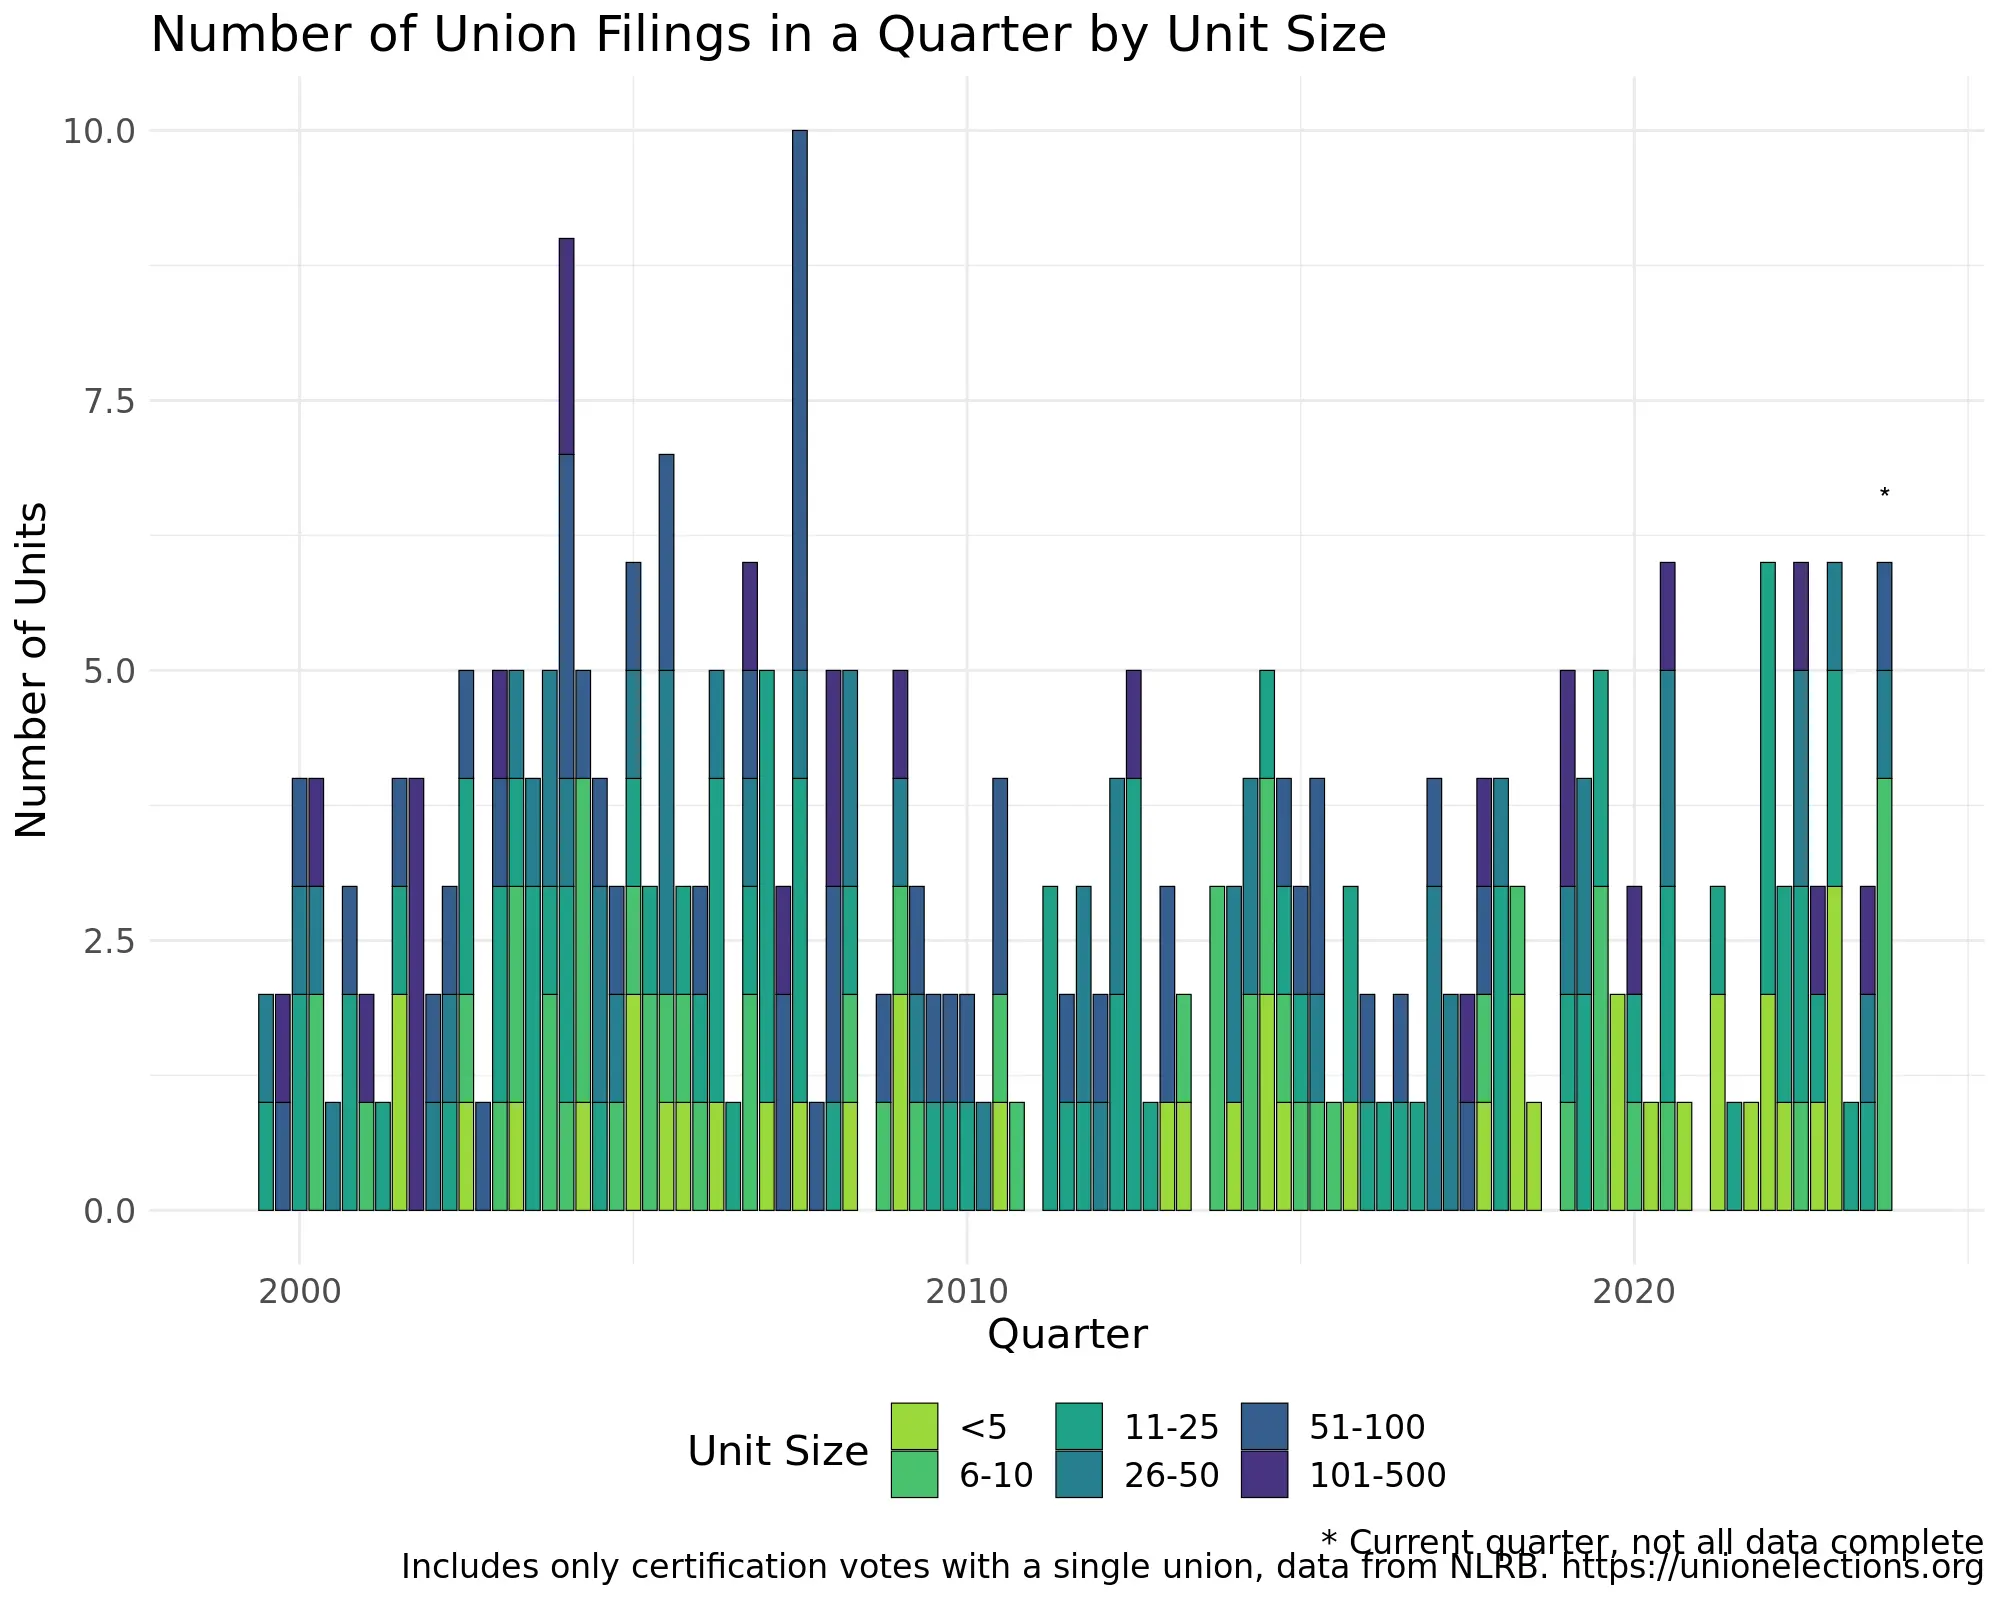 Number of Union Filings in a Quarter by Unit Size
10.0
7.5
5.0
2.5
0.0
Number of Units
*
2000 2010 2020
Quarter
Unit Size
<5 11-25 51-100
6-10 26-50 101-500
* Current quarter, not all data complete
Includes only certification votes with a single union, data from NLRB. https://unionelections.org